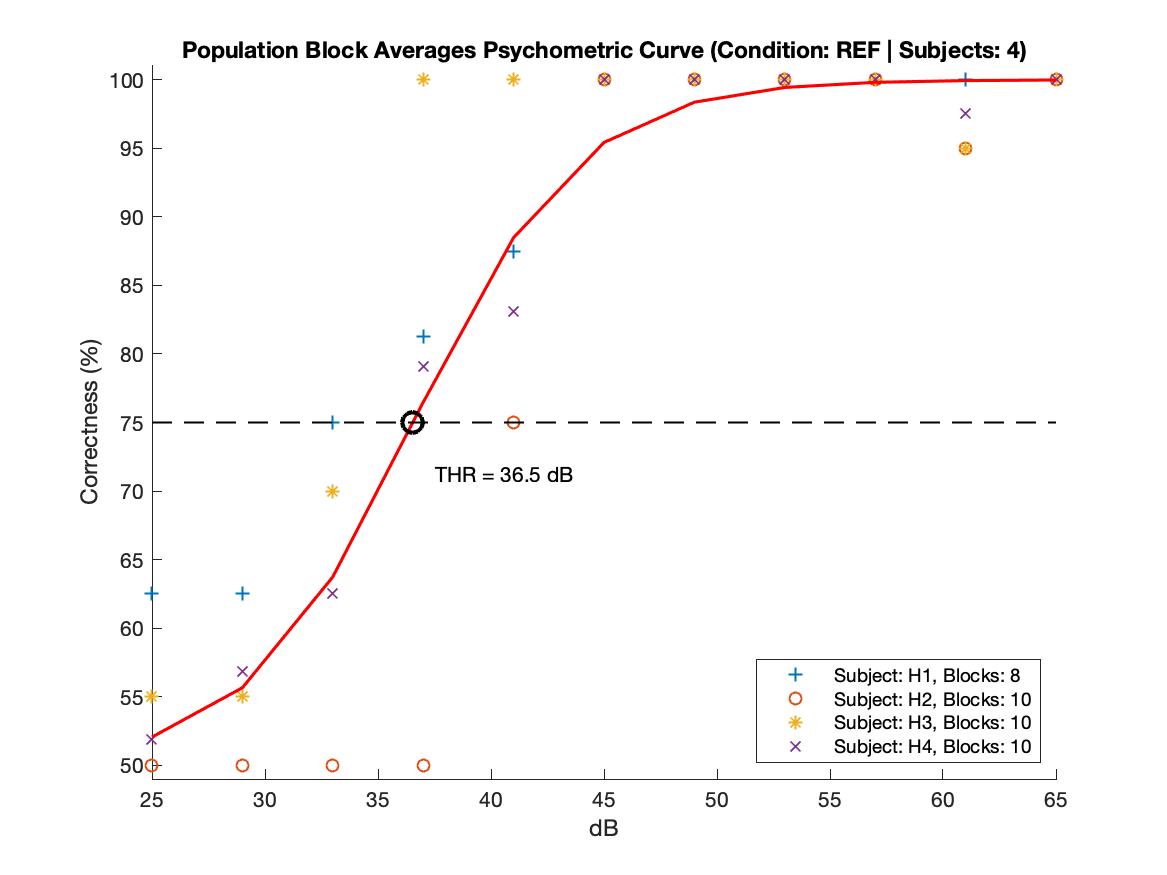 Population Block Averages Psychometric Curve (Condition: REF | Subjects: 4)
Correctness (%)
100
95
90
85
80
75
70
65
60
55
50
THR = 36.5 dB
Subject: H1, Blocks: 8
Subject: H2, Blocks: 10
Subject: H3, Blocks: 10
Subject: H4, Blocks: 10
25 30 35 40 45 50 55 60 65
dB